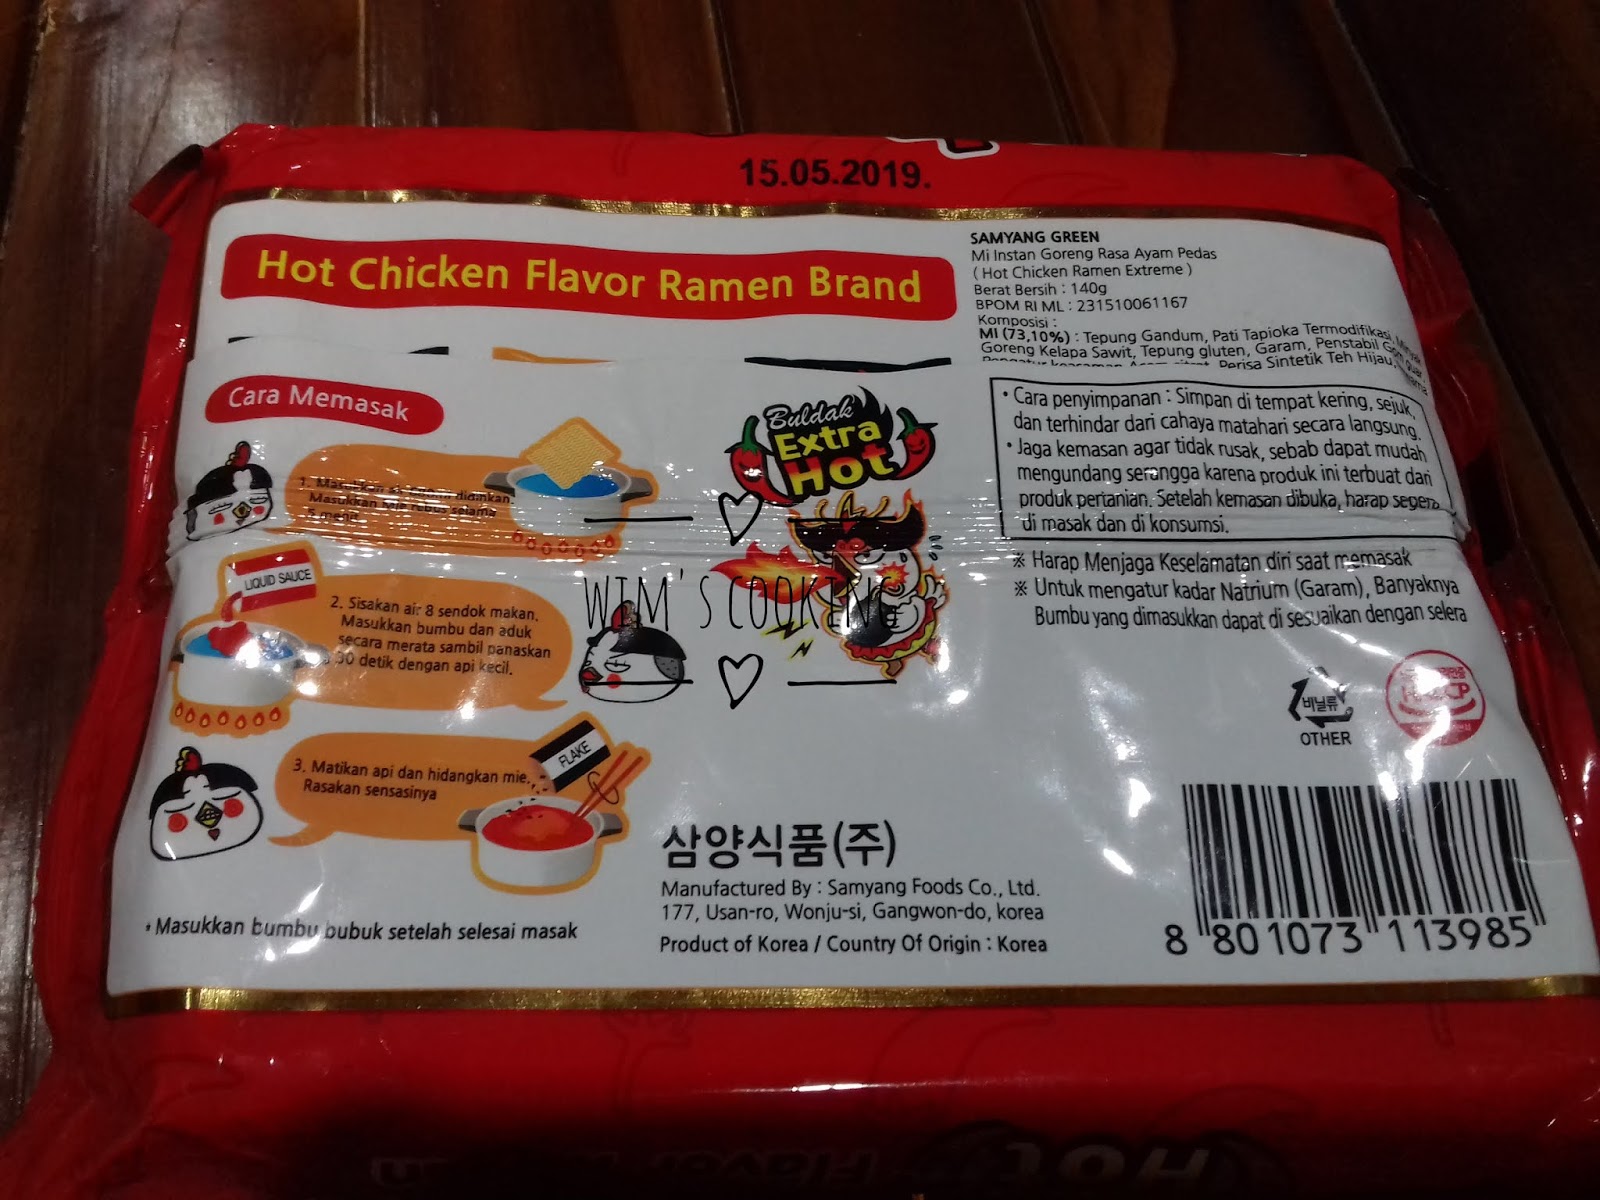 15.05.2019.
Hot Chicken Flavor Ramen Brand
SAMYANG GREEN
Mi Instan Goreng Rasa Ayam Pedas
( Hot Chicken Ramen Extreme )
Berat Bersih : 140g
BPOM RI ML : 231510061167
Komposisi :
MI (73,10%) : Tepung Gandum, Pati Tapioka Termodifikasi,
Goreng Kelapa Sawit, Tepung gluten, Garam, Penstabil
Perisa Sintetik Teh Hijau,
Cara Memasak
1. Masukkan
Masukkan mie rebus selama
5 menit
LIQUID SAUCE
2. Sisakan air 8 sendok makan.
Masukkan bumbu dan aduk
secara merata sambil panaskan
30 detik dengan api kecil.
FLAKE
3. Matikan api dan hidangkan mie.
Rasakan sensasinya
* Masukkan bumbu bubuk setelah selesai masak
Buldak
Extra
Hot
WIM'S COOKING
• Cara penyimpanan : Simpan di tempat kering, sejuk,
dan terhindar dari cahaya matahari secara langsung.
• Jaga kemasan agar tidak rusak, sebab dapat mudah
mengundang serangga karena produk ini terbuat dari
produk pertanian. Setelah kemasan dibuka, harap segera
di masak dan di konsumsi.
※ Harap Menjaga Keselamatan diri saat memasak
※ Untuk mengatur kadar Natrium (Garam), Banyaknya
Bumbu yang dimasukkan dapat di sesuaikan dengan selera
비닐류
OTHER
삼양식품(주)
Manufactured By : Samyang Foods Co., Ltd.
177, Usan-ro, Wonju-si, Gangwon-do, korea
Product of Korea / Country Of Origin : Korea
8 801073 113985